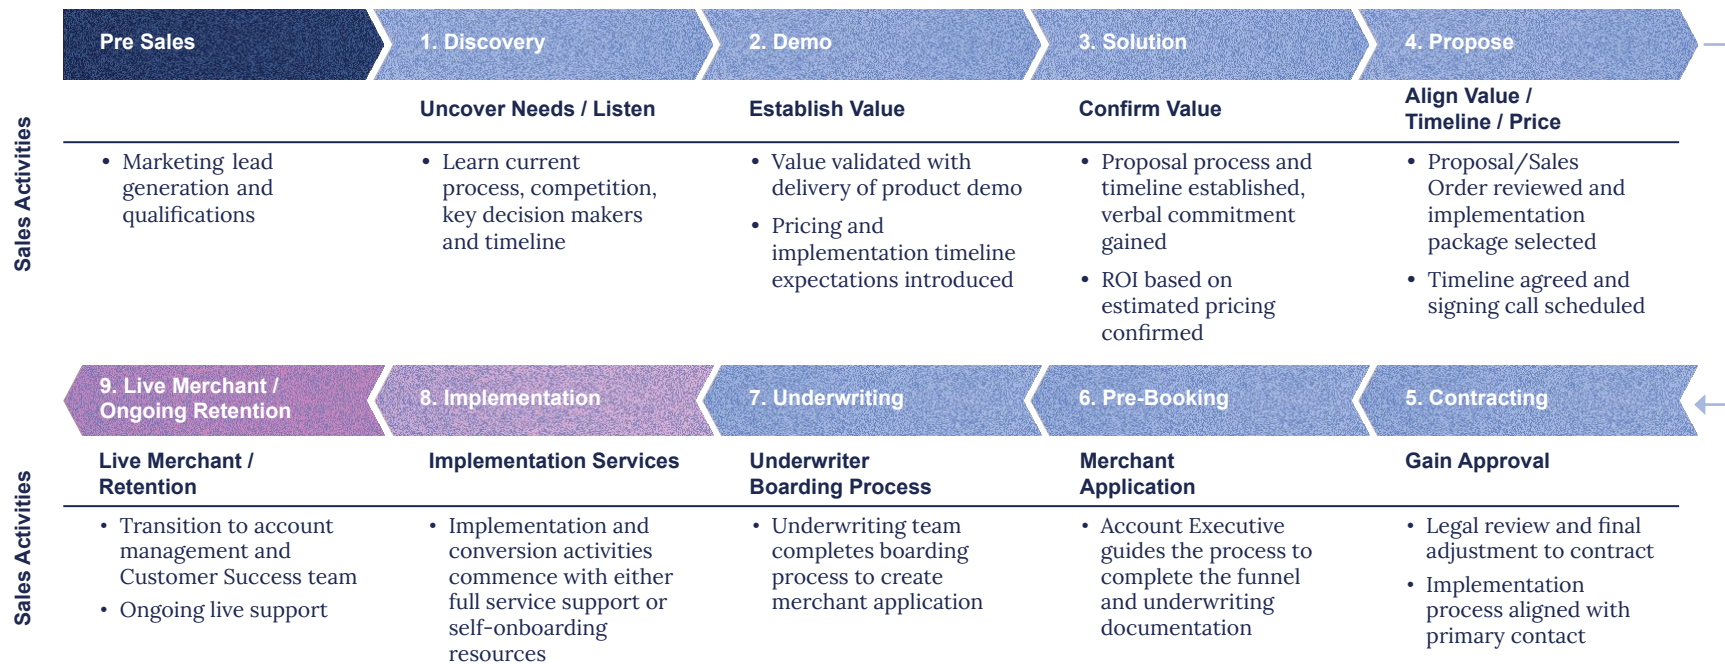 Pre Sales
1. Discovery
2. Demo
3. Solution
4. Propose
Sales Activities
Uncover Needs / Listen
Establish Value
Confirm Value
Align Value /
Timeline / Price
• Marketing lead
generation and
qualifications
• Learn current
process, competition,
key decision makers
and timeline
• Value validated with
delivery of product demo
• Pricing and
implementation timeline
expectations introduced
• Proposal process and
timeline established,
verbal commitment
gained
• ROI based on
estimated pricing
confirmed
• Proposal/Sales
Order reviewed and
implementation
package selected
• Timeline agreed and
signing call scheduled
9. Live Merchant /
Ongoing Retention
8. Implementation
7. Underwriting
6. Pre-Booking
5. Contracting
Sales Activities
Live Merchant /
Retention
• Transition to account
management and
Customer Success team
• Ongoing live support
Implementation Services
• Implementation and
conversion activities
commence with either
full service support or
self-onboarding
resources
Underwriter
Boarding Process
• Underwriting team
completes boarding
process to create
merchant application
Merchant
Application
• Account Executive
guides the process to
complete the funnel
and underwriting
documentation
Gain Approval
• Legal review and final
adjustment to contract
• Implementation
process aligned with
primary contact